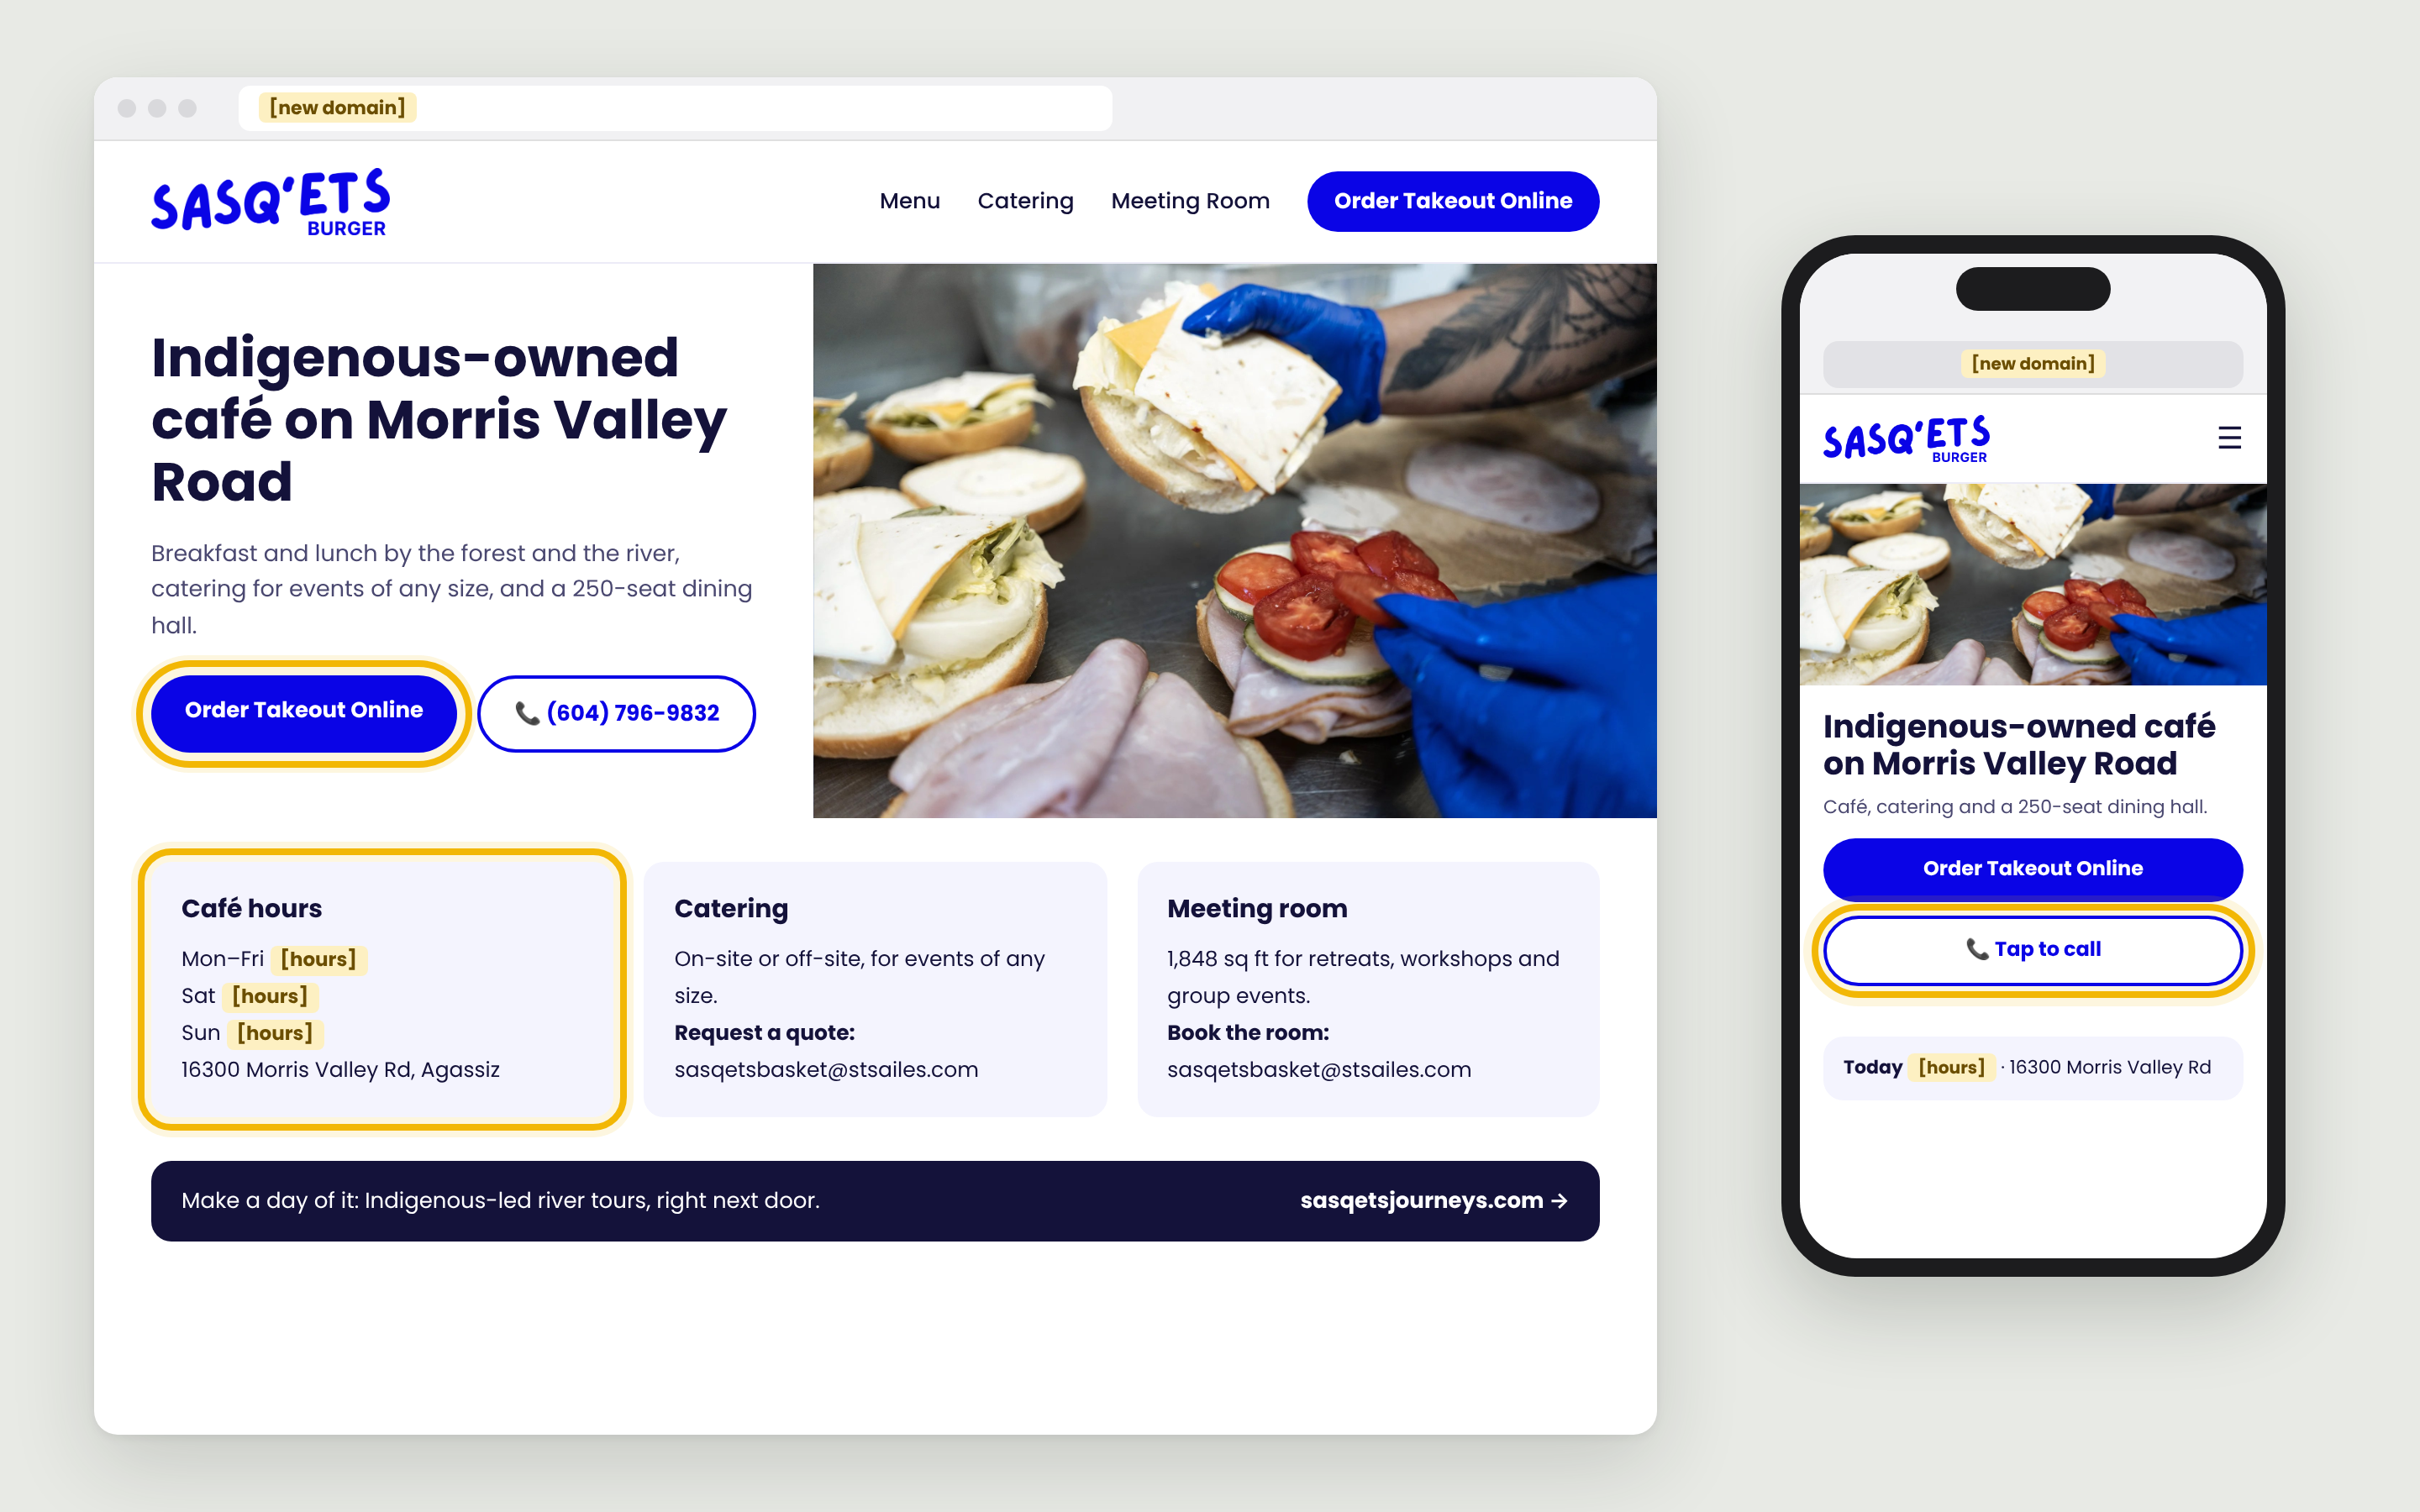 [new domain]
SASQ'ETS
BURGER
Menu Catering Meeting Room Order Takeout Online
Indigenous-owned
café on Morris Valley
Road
Breakfast and lunch by the forest and the river,
catering for events of any size, and a 250-seat dining
hall.
Order Takeout Online
(604) 796-9832
Café hours
Mon–Fri [hours]
Sat [hours]
Sun [hours]
16300 Morris Valley Rd, Agassiz
Catering
On-site or off-site, for events of any
size.
Request a quote:
sasqetsbasket@stsailes.com
Meeting room
1,848 sq ft for retreats, workshops and
group events.
Book the room:
sasqetsbasket@stsailes.com
Make a day of it: Indigenous-led river tours, right next door.
sasqetsjourneys.com →
[new domain]
SASQ'ETS
BURGER
Indigenous-owned café
on Morris Valley Road
Café, catering and a 250-seat dining hall.
Order Takeout Online
Tap to call
Today [hours] · 16300 Morris Valley Rd